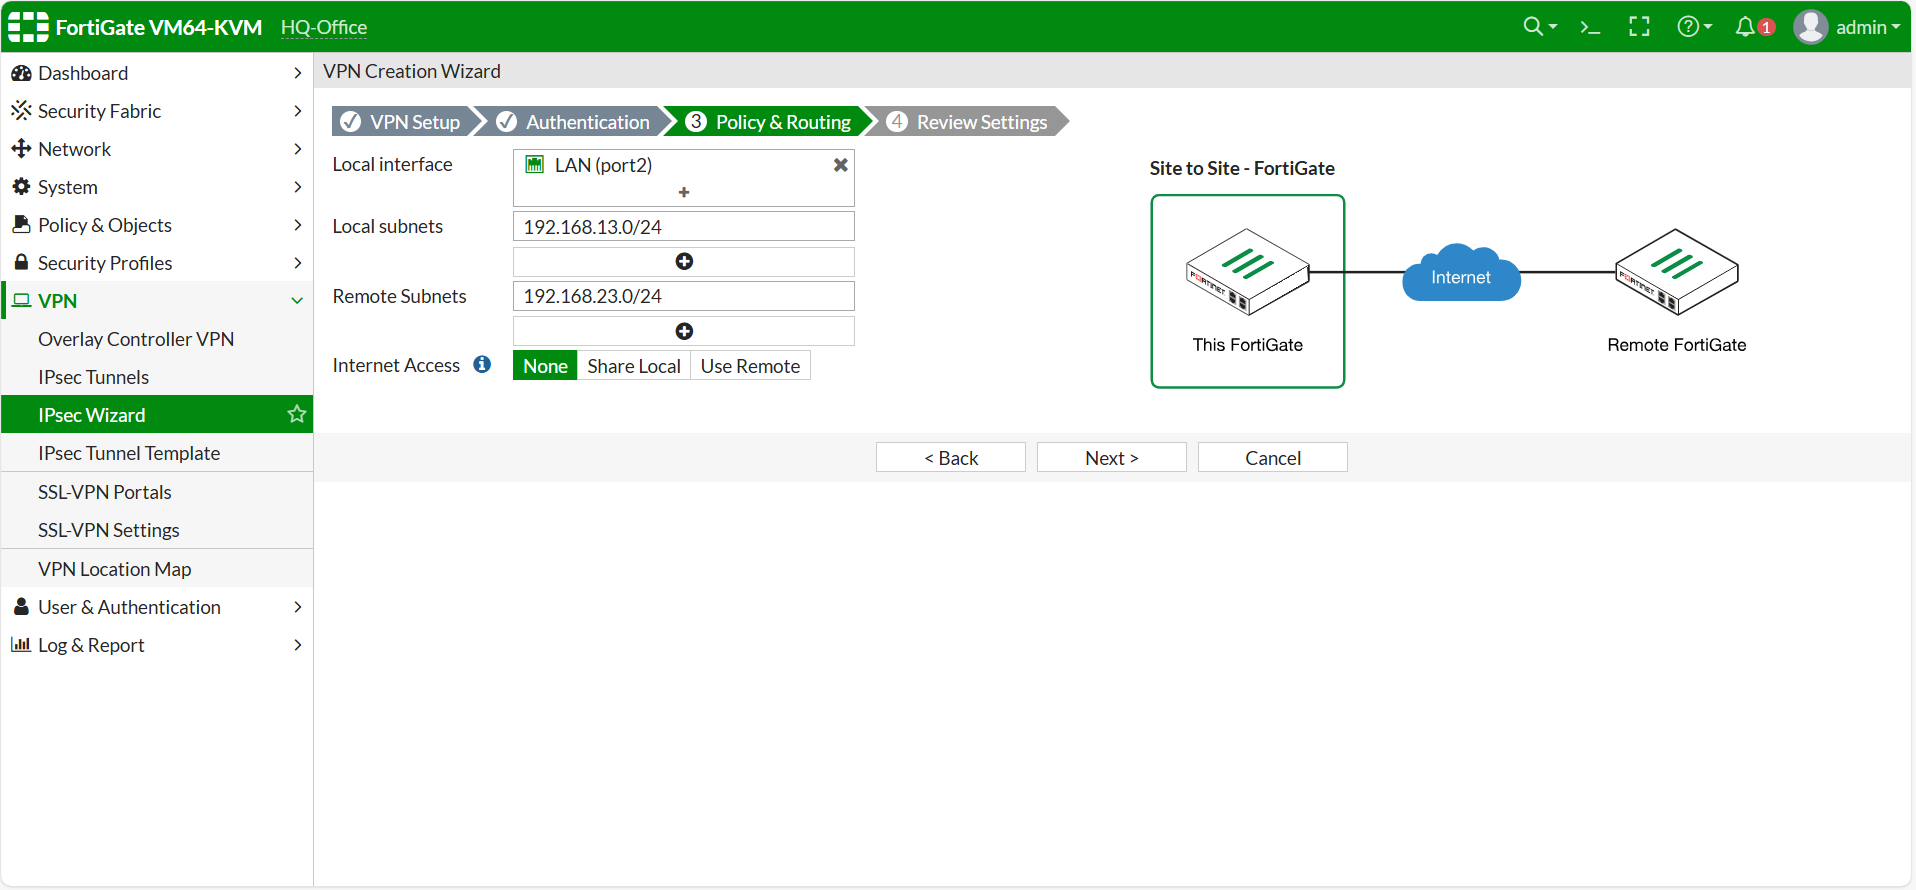 FortiGate VM64-KVM HQ-Office 1 admin
Dashboard
Security Fabric
Network
System
Policy & Objects
Security Profiles
VPN
Overlay Controller VPN
IPsec Tunnels
IPsec Wizard
IPsec Tunnel Template
SSL-VPN Portals
SSL-VPN Settings
VPN Location Map
User & Authentication
Log & Report
VPN Creation Wizard
VPN Setup Authentication 3 Policy & Routing 4 Review Settings
Local interface LAN (port2)
Local subnets 192.168.13.0/24
Remote Subnets 192.168.23.0/24
Internet Access None Share Local Use Remote
Site to Site - FortiGate
FORTINET
Internet
FORTINET
This FortiGate
Remote FortiGate
< Back Next > Cancel